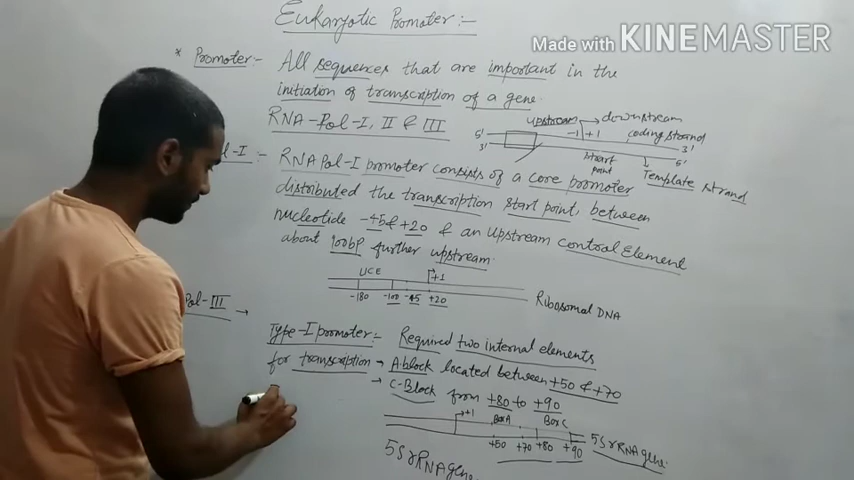 Eukaryotic Promoter:-
Made with KINEMASTER
* Promoter:- All sequences that are important in the
initiation of transcription of a gene.
RNA-Pol-I, II & III
upstream downstream
5' -1 +1 coding strand 3'
3' Start point Template strand 5'
l-I:- RNA Pol-I promoter consists of a core promoter
distributed the transcription start point, between
nucleotide -45 & +20 & an Upstream control Element
about 100bp further upstream.
UCE +1
-180 -100 -45 +20 Ribosomal DNA
Pol-III →
Type-I promoter:- Required two internal elements
for transcription → A.block located between +50 & +70
→ C-Block from +80 to +90
+1 Box A Box C
+50 +70 +80 +90 5S rRNA gene.
5S rRNA gene